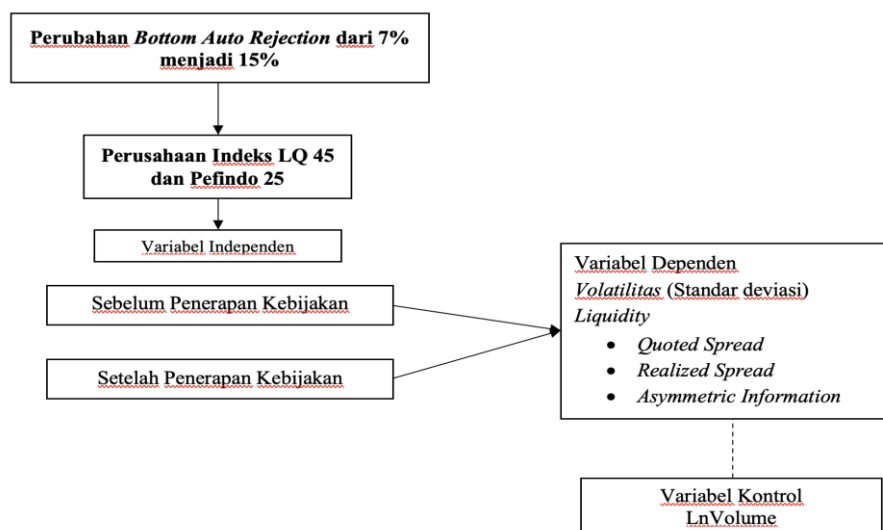 Perubahan Bottom Auto Rejection dari 7%
menjadi 15%
Perusahaan Indeks LQ 45
dan Pefindo 25
Variabel Independen
Sebelum Penerapan Kebijakan
Setelah Penerapan Kebijakan
Variabel Dependen
Volatilitas (Standar deviasi)
Liquidity
• Quoted Spread
• Realized Spread
• Asymmetric Information
Variabel Kontrol
LnVolume